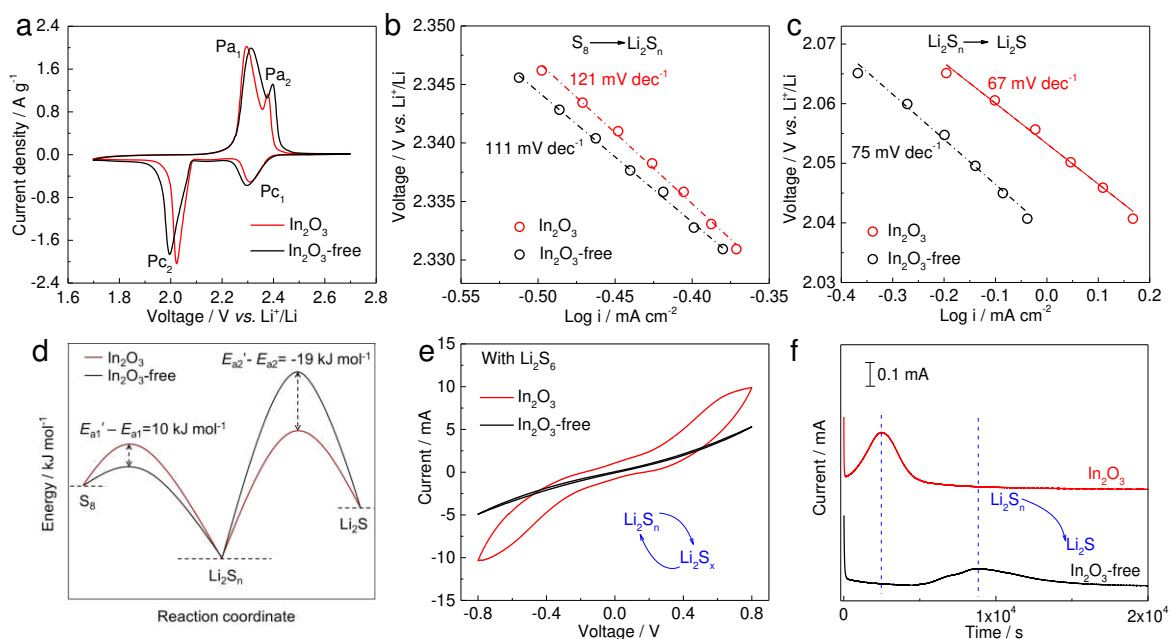 a
Current density / A g⁻¹
2.4
1.8
1.2
0.6
0.0
-0.6
-1.2
-1.8
-2.4
Pa₁
Pa₂
Pc₁
Pc₂
In₂O₃
In₂O₃-free
1.6 1.8 2.0 2.2 2.4 2.6 2.8
Voltage / V vs. Li⁺/Li
b
Voltage / V vs. Li⁺/Li
2.350
2.345
2.340
2.335
2.330
S₈ → Li₂Sₙ
121 mV dec⁻¹
111 mV dec⁻¹
In₂O₃
In₂O₃-free
-0.55 -0.50 -0.45 -0.40 -0.35
Log i / mA cm⁻²
c
Voltage / V vs. Li⁺/Li
2.07
2.06
2.05
2.04
2.03
Li₂Sₙ → Li₂S
67 mV dec⁻¹
75 mV dec⁻¹
In₂O₃
In₂O₃-free
-0.4 -0.3 -0.2 -0.1 0.0 0.1 0.2
Log i / mA cm⁻²
d
Energy / kJ mol⁻¹
In₂O₃
In₂O₃-free
Eₐ₂' – Eₐ₂= -19 kJ mol⁻¹
Eₐ₁' – Eₐ₁=10 kJ mol⁻¹
S₈
Li₂Sₙ
Li₂S
Reaction coordinate
e
Current / mA
15
10
5
0
-5
-10
-15
With Li₂S₆
In₂O₃
In₂O₃-free
Li₂Sₙ
Li₂Sₓ
-0.8 -0.4 0.0 0.4 0.8
Voltage / V
f
Current / mA
0.1 mA
In₂O₃
Li₂Sₙ
Li₂S
In₂O₃-free
0 1x10⁴ 2x10⁴
Time / s